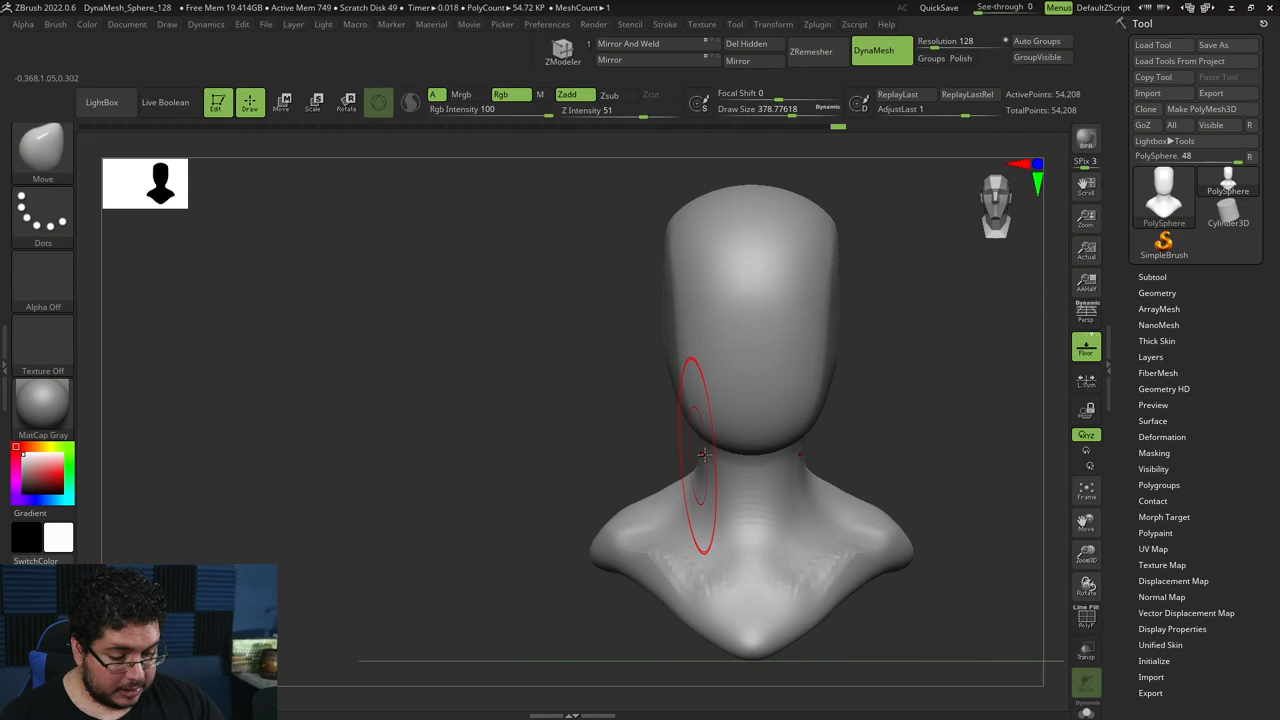 ZBrush 2022.0.6 DynaMesh_Sphere_128 • Free Mem 19.414GB • Active Mem 749 • Scratch Disk 49 • Timer▶0.018 • PolyCount▶54.72 KP • MeshCount▶1
AC QuickSave See-through 0 Menus DefaultZScript
Alpha Brush Color Document Draw Dynamics Edit File Layer Light Macro Marker Material Movie Picker Preferences Render Stencil Stroke Texture Tool Transform Zplugin Zscript Help
Tool
-0.368,1.05,0.302
ZModeler
1
Mirror And Weld
Mirror
Del Hidden
Mirror
ZRemesher
DynaMesh
Resolution 128
Groups Polish
Auto Groups
GroupVisible
LightBox
Live Boolean
Edit
Draw
Move
Scale
Rotate
A Mrgb Rgb M
Rgb Intensity 100
Zadd Zsub Zcut
Z Intensity 51
S
Focal Shift 0
Draw Size 378.77618 Dynamic
D
ReplayLast ReplayLastRel
AdjustLast 1
ActivePoints: 54,208
TotalPoints: 54,208
Move
Dots
Alpha Off
Texture Off
MatCap Gray
Gradient
SwitchColor
BPR
SPix 3
Scroll
Zoom
Actual
AAHalf
Dynamic
Persp
Floor
L.Sym
XYZ
Frame
Move
Zoom3D
Rotate
Line Fill
PolyF
Transp
Dynamic
Load Tool Save As
Load Tools From Project
Copy Tool Paste Tool
Import Export
Clone Make PolyMesh3D
GoZ All Visible R
Lightbox▶Tools
PolySphere. 48 R
PolySphere
PolySphere
Cylinder3D
SimpleBrush
Subtool
Geometry
ArrayMesh
NanoMesh
Thick Skin
Layers
FiberMesh
Geometry HD
Preview
Surface
Deformation
Masking
Visibility
Polygroups
Contact
Morph Target
Polypaint
UV Map
Texture Map
Displacement Map
Normal Map
Vector Displacement Map
Display Properties
Unified Skin
Initialize
Import
Export